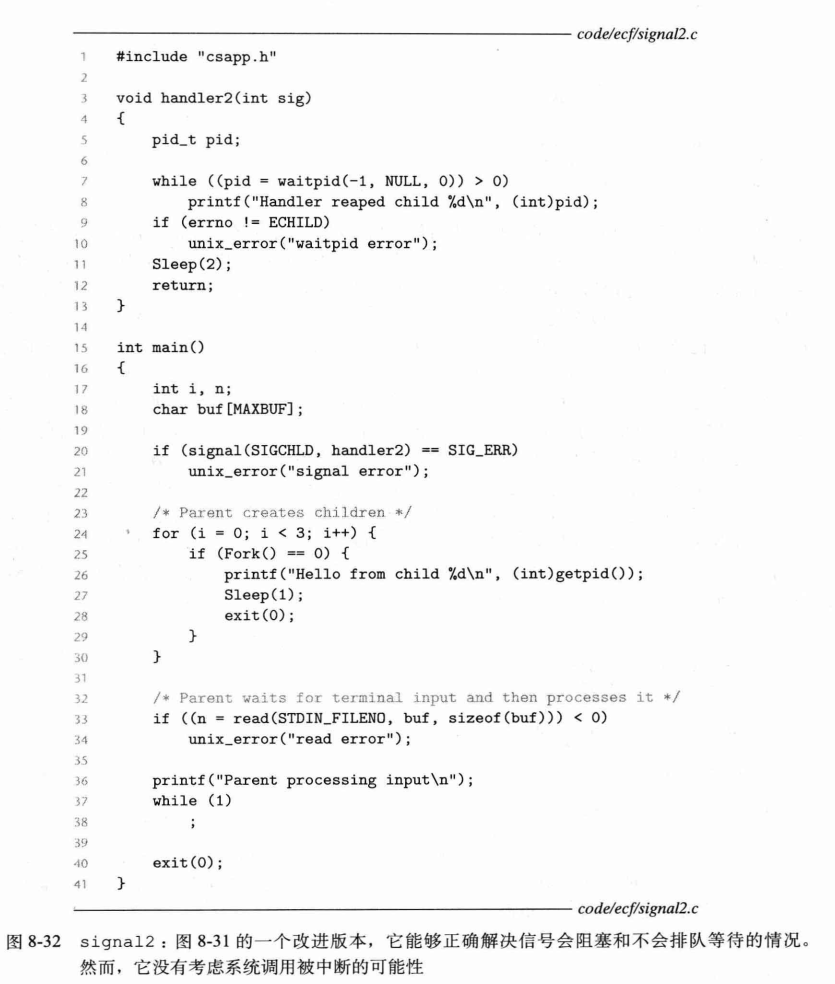 code/ecf/signal2.c
1 #include "csapp.h"
2
3 void handler2(int sig)
4 {
5     pid_t pid;
6
7     while ((pid = waitpid(-1, NULL, 0)) > 0)
8         printf("Handler reaped child %d\n", (int)pid);
9     if (errno != ECHILD)
10         unix_error("waitpid error");
11     Sleep(2);
12     return;
13 }
14
15 int main()
16 {
17     int i, n;
18     char buf[MAXBUF];
19
20     if (signal(SIGCHLD, handler2) == SIG_ERR)
21         unix_error("signal error");
22
23     /* Parent creates children */
24     for (i = 0; i < 3; i++) {
25         if (Fork() == 0) {
26             printf("Hello from child %d\n", (int)getpid());
27             Sleep(1);
28             exit(0);
29         }
30     }
31
32     /* Parent waits for terminal input and then processes it */
33     if ((n = read(STDIN_FILENO, buf, sizeof(buf))) < 0)
34         unix_error("read error");
35
36     printf("Parent processing input\n");
37     while (1)
38         ;
39
40     exit(0);
41 }
code/ecf/signal2.c
图 8-32 signal2：图 8-31 的一个改进版本，它能够正确解决信号会阻塞和不会排队等待的情况。
然而，它没有考虑系统调用被中断的可能性